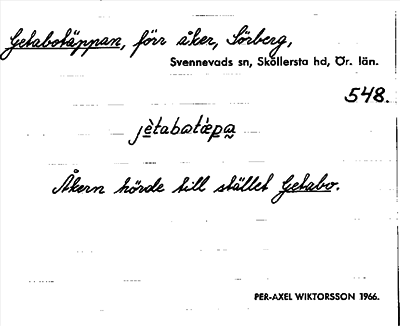 Getabotäppan, förr åker, Sörberg,
Svennevads sn, Sköllersta hd, Ör. län.
548.
jètabatæpa
Åkern hörde till stället Getabo.
PER-AXEL WIKTORSSON 1966.